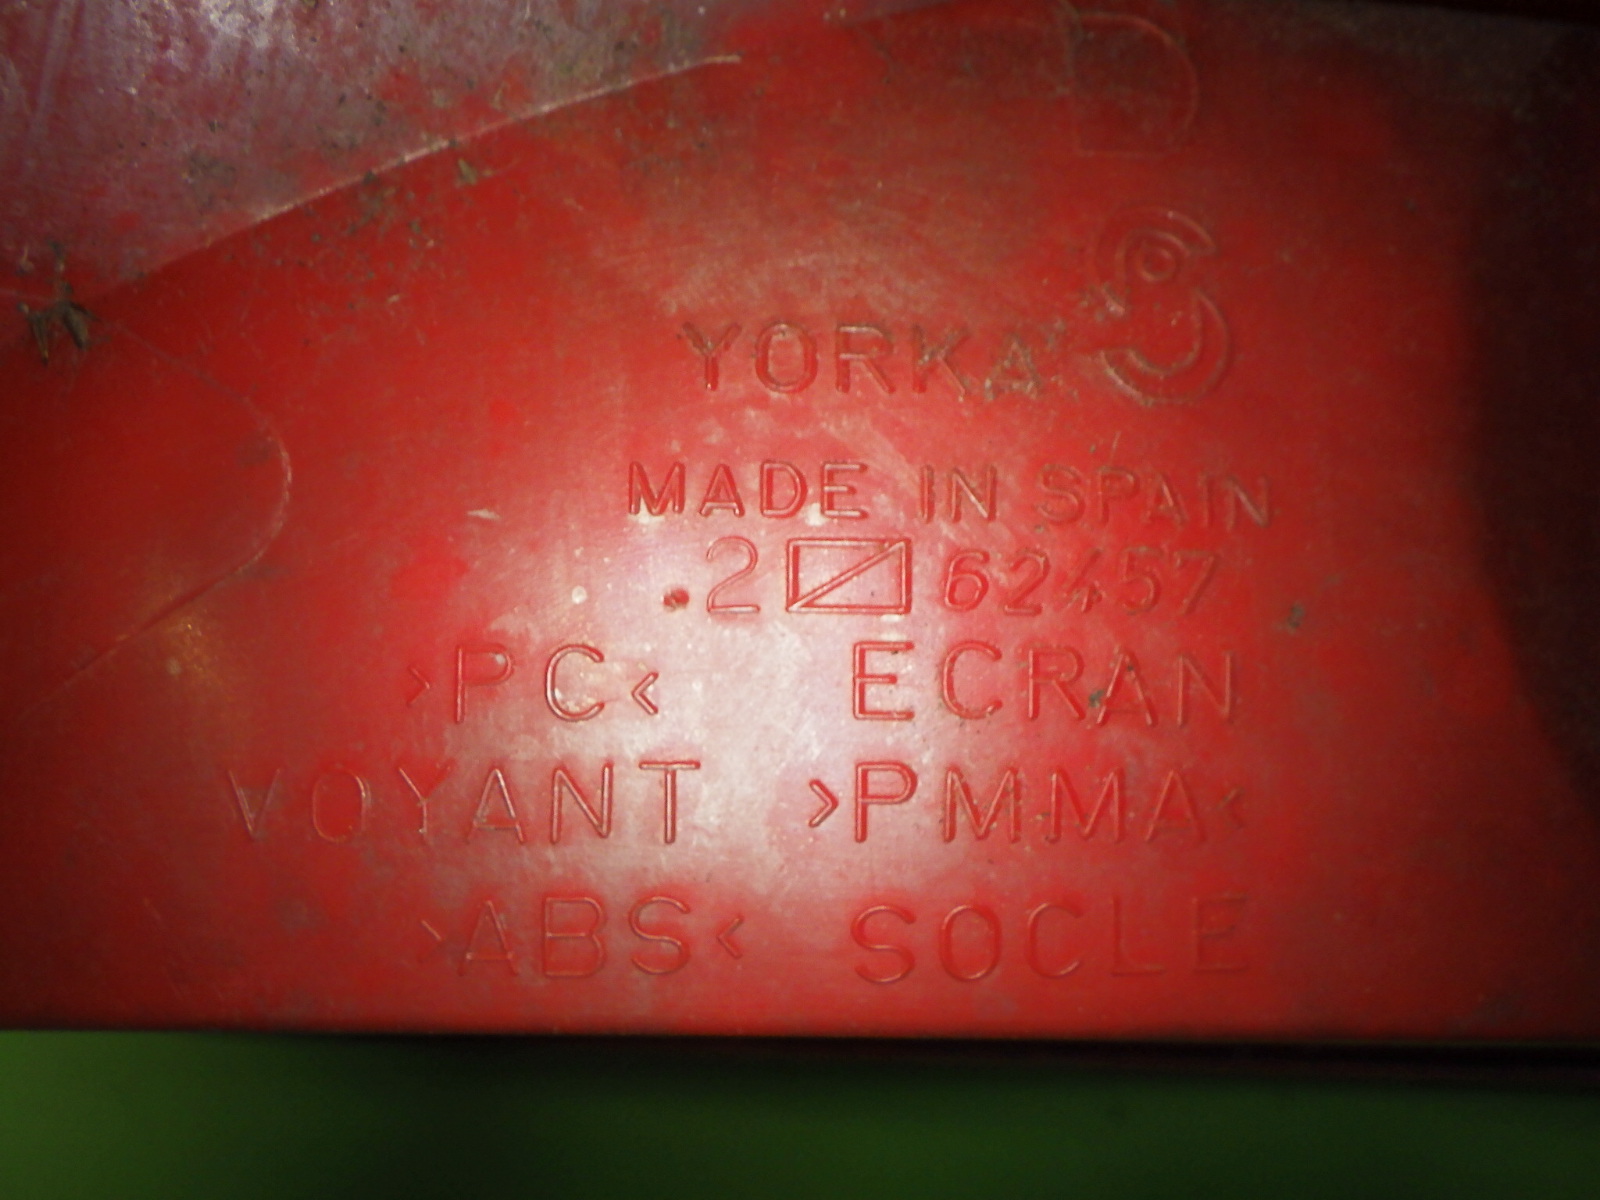 YORKA
MADE IN SPAIN
.2 62457
>PC< ECRAN
VOYANT >PMMA<
>ABS< SOCLE